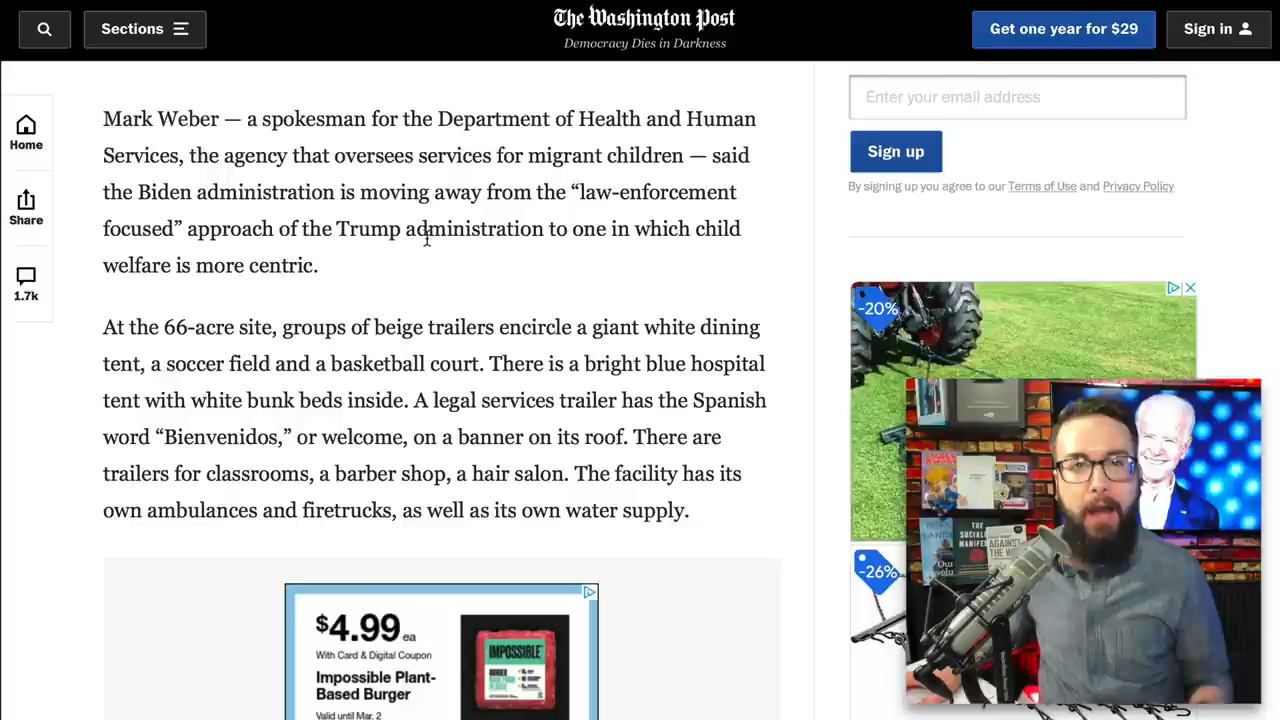 Sections
The Washington Post
Democracy Dies in Darkness
Get one year for $29
Sign in
Home
Share
1.7k
Mark Weber — a spokesman for the Department of Health and Human
Services, the agency that oversees services for migrant children — said
the Biden administration is moving away from the “law-enforcement
focused” approach of the Trump administration to one in which child
welfare is more centric.
At the 66-acre site, groups of beige trailers encircle a giant white dining
tent, a soccer field and a basketball court. There is a bright blue hospital
tent with white bunk beds inside. A legal services trailer has the Spanish
word “Bienvenidos,” or welcome, on a banner on its roof. There are
trailers for classrooms, a barber shop, a hair salon. The facility has its
own ambulances and firetrucks, as well as its own water supply.
$4.99 ea
With Card & Digital Coupon
Impossible Plant-
Based Burger
Valid until Mar. 2
IMPOSSIBLE
Enter your email address
Sign up
By signing up you agree to our Terms of Use and Privacy Policy
-20%
-26%
THE
AGAINST
THE
Our